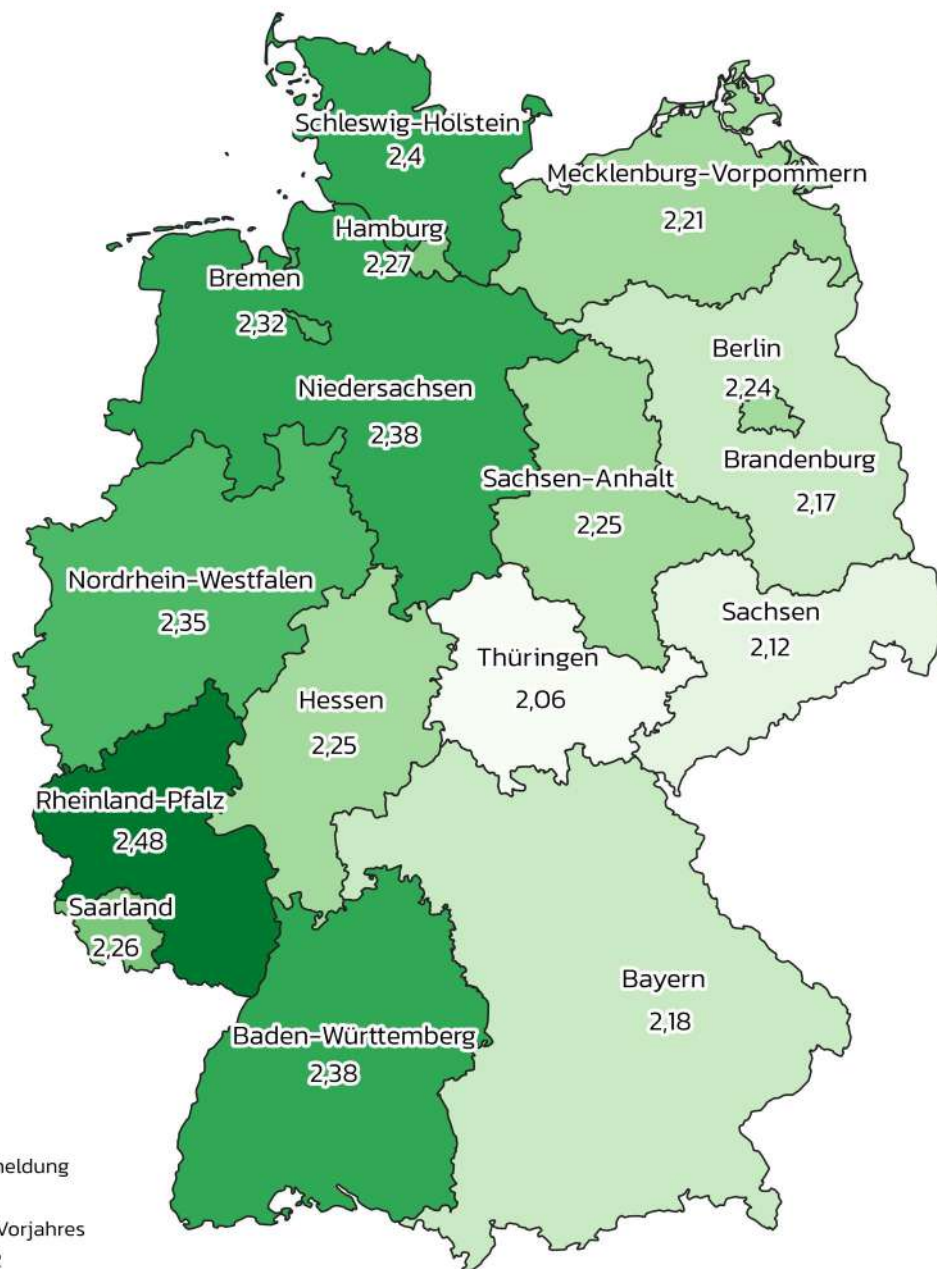 Schleswig-Holstein
2,4
Mecklenburg-Vorpommern
2,21
Hamburg
2,27
Bremen
2,32
Berlin
2,24
Niedersachsen
2,38
Brandenburg
2,17
Sachsen-Anhalt
2,25
Nordrhein-Westfalen
2,35
Sachsen
2,12
Thüringen
2,06
Hessen
2,25
Rheinland-Pfalz
2,48
Saarland
2,26
Bayern
2,18
Baden-Württemberg
2,38
Vorjahres